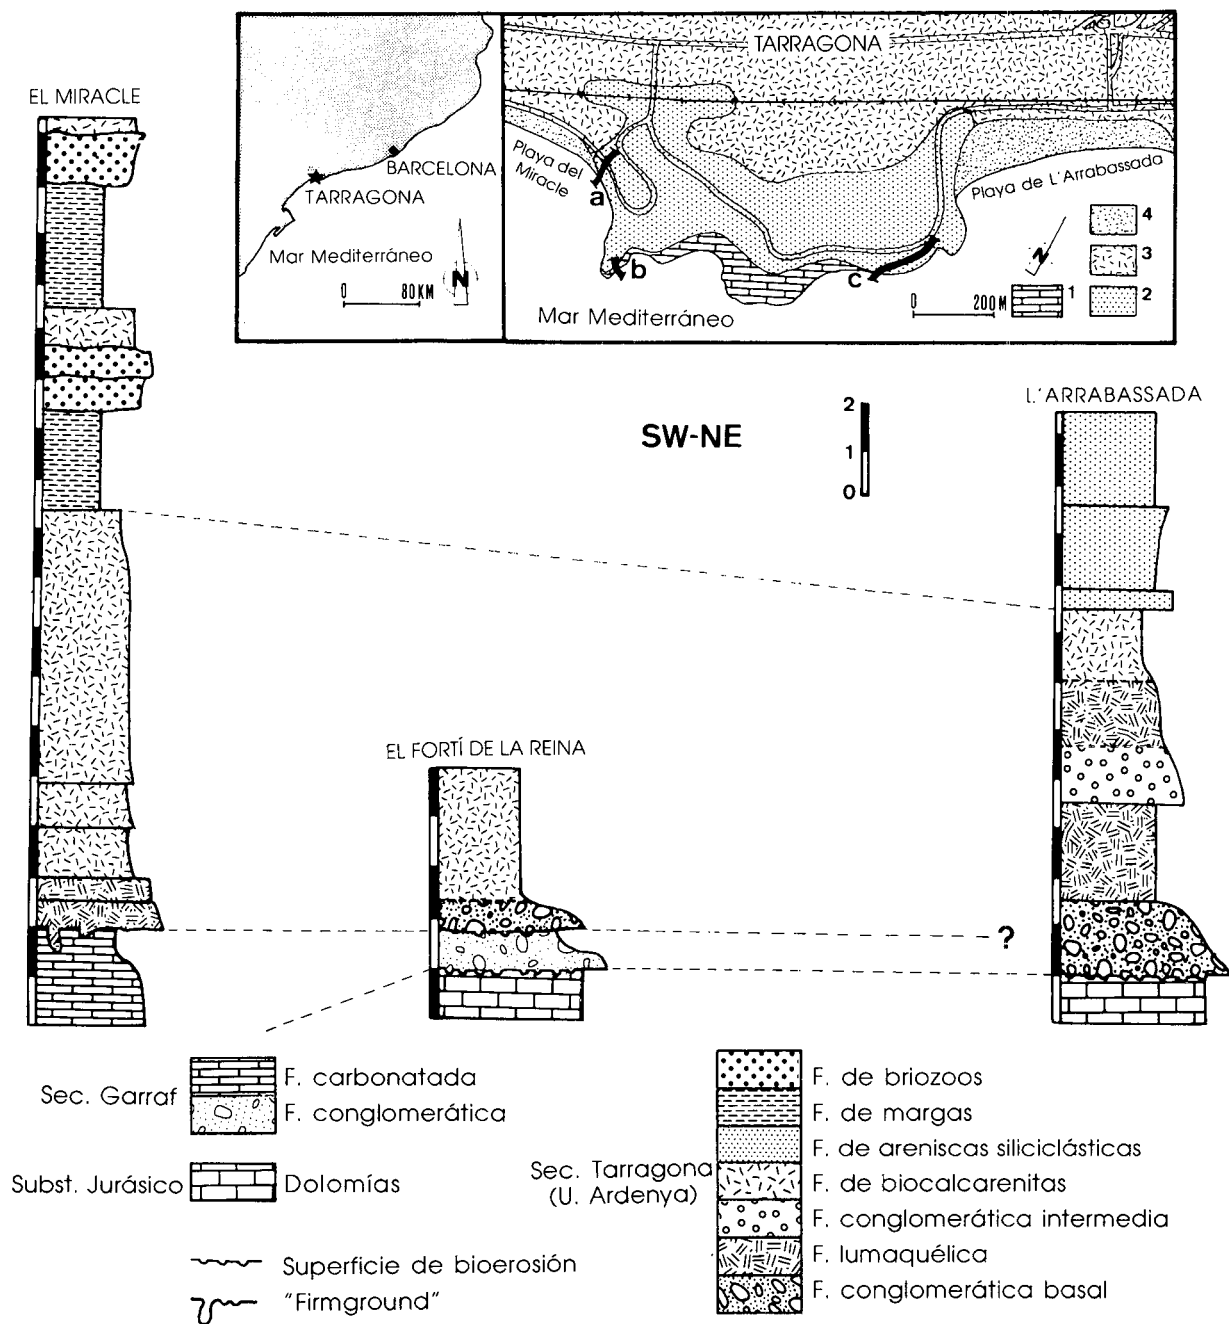 EL MIRACLE
BARCELONA
TARRAGONA
Mar Mediterráneo
0 80 KM
N
TARRAGONA
Playa del
Miracle
a
b
c
Playa de L'Arrabassada
Mar Mediterráneo
N
0 200 M
4
3
1 2
SW-NE
2
1
0
L'ARRABASSADA
EL FORTÍ DE LA REINA
?
Sec. Garraf
F. carbonatada
F. conglomerática
Subst. Jurásico
Dolomías
Superficie de bioerosión
"Firmground"
Sec. Tarragona
(U. Ardenya)
F. de briozoos
F. de margas
F. de areniscas siliciclásticas
F. de biocalcarenitas
F. conglomerática intermedia
F. lumaquélica
F. conglomerática basal